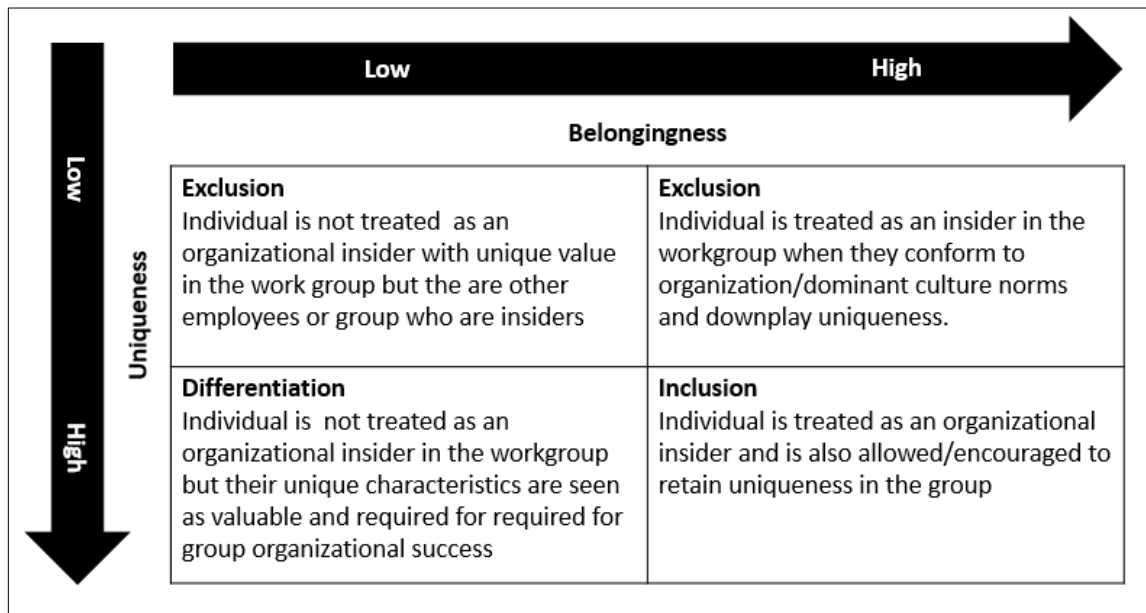 Low
High
Belongingness
Low
High
Uniqueness
Exclusion
Individual is not treated as an
organizational insider with unique value
in the work group but the are other
employees or group who are insiders
Exclusion
Individual is treated as an insider in the
workgroup when they conform to
organization/dominant culture norms
and downplay uniqueness.
Differentiation
Individual is not treated as an
organizational insider in the workgroup
but their unique characteristics are seen
as valuable and required for required for
group organizational success
Inclusion
Individual is treated as an organizational
insider and is also allowed/encouraged to
retain uniqueness in the group